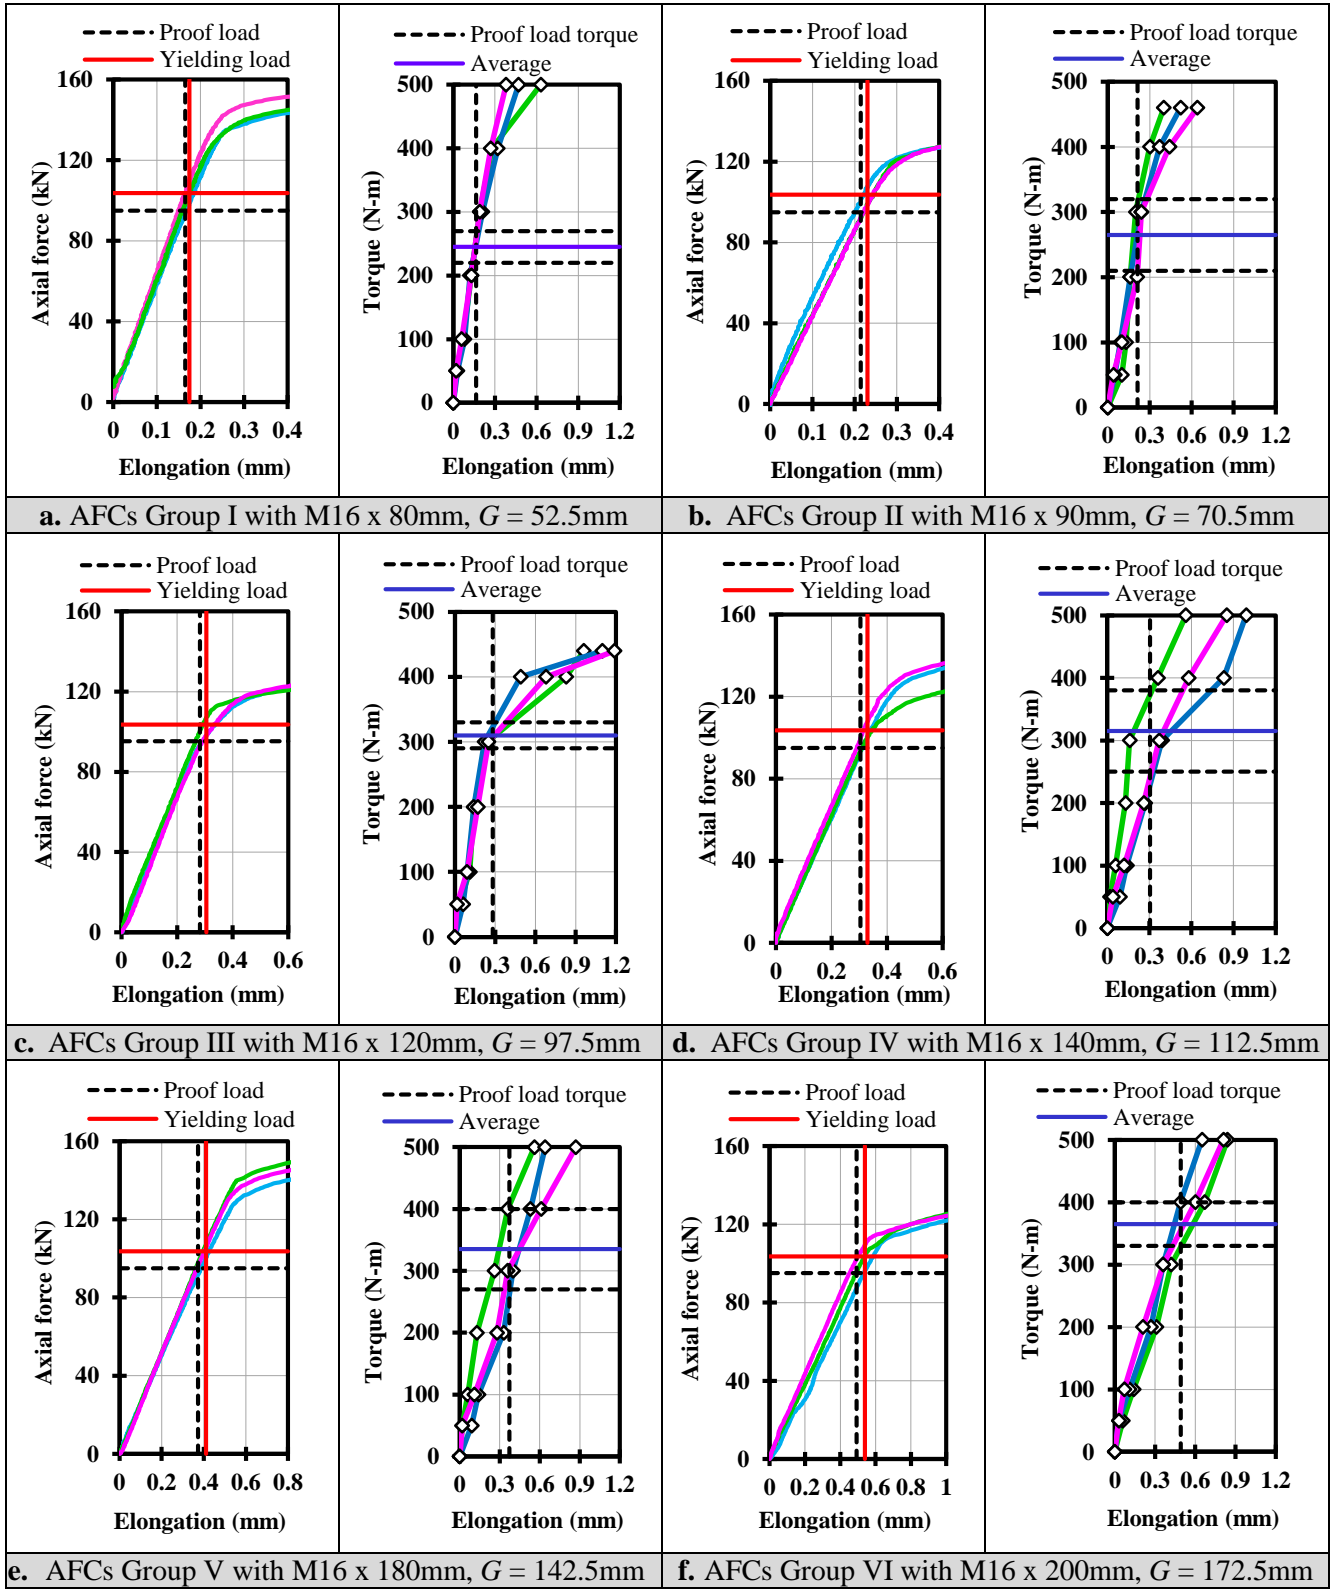 Proof load
Yielding load
160
120
80
40
0
0 0.1 0.2 0.3 0.4
Axial force (kN)
Elongation (mm)
Proof load torque
Average
500
400
300
200
100
0
0 0.3 0.6 0.9 1.2
Torque (N-m)
Elongation (mm)
a. AFCs Group I with M16 x 80mm, G = 52.5mm
Proof load
Yielding load
160
120
80
40
0
0 0.1 0.2 0.3 0.4
Axial force (kN)
Elongation (mm)
Proof load torque
Average
500
400
300
200
100
0
0 0.3 0.6 0.9 1.2
Torque (N-m)
Elongation (mm)
b. AFCs Group II with M16 x 90mm, G = 70.5mm
Proof load
Yielding load
160
120
80
40
0
0 0.2 0.4 0.6
Axial force (kN)
Elongation (mm)
Proof load torque
Average
500
400
300
200
100
0
0 0.3 0.6 0.9 1.2
Torque (N-m)
Elongation (mm)
c. AFCs Group III with M16 x 120mm, G = 97.5mm
Proof load
Yielding load
160
120
80
40
0
0 0.2 0.4 0.6
Axial force (kN)
Elongation (mm)
Proof load torque
Average
500
400
300
200
100
0
0 0.3 0.6 0.9 1.2
Torque (N-m)
Elongation (mm)
d. AFCs Group IV with M16 x 140mm, G = 112.5mm
Proof load
Yielding load
160
120
80
40
0
0 0.2 0.4 0.6 0.8
Axial force (kN)
Elongation (mm)
Proof load torque
Average
500
400
300
200
100
0
0 0.3 0.6 0.9 1.2
Torque (N-m)
Elongation (mm)
e. AFCs Group V with M16 x 180mm, G = 142.5mm
Proof load
Yielding load
160
120
80
40
0
0 0.2 0.4 0.6 0.8 1
Axial force (kN)
Elongation (mm)
Proof load torque
Average
500
400
300
200
100
0
0 0.3 0.6 0.9 1.2
Torque (N-m)
Elongation (mm)
f. AFCs Group VI with M16 x 200mm, G = 172.5mm